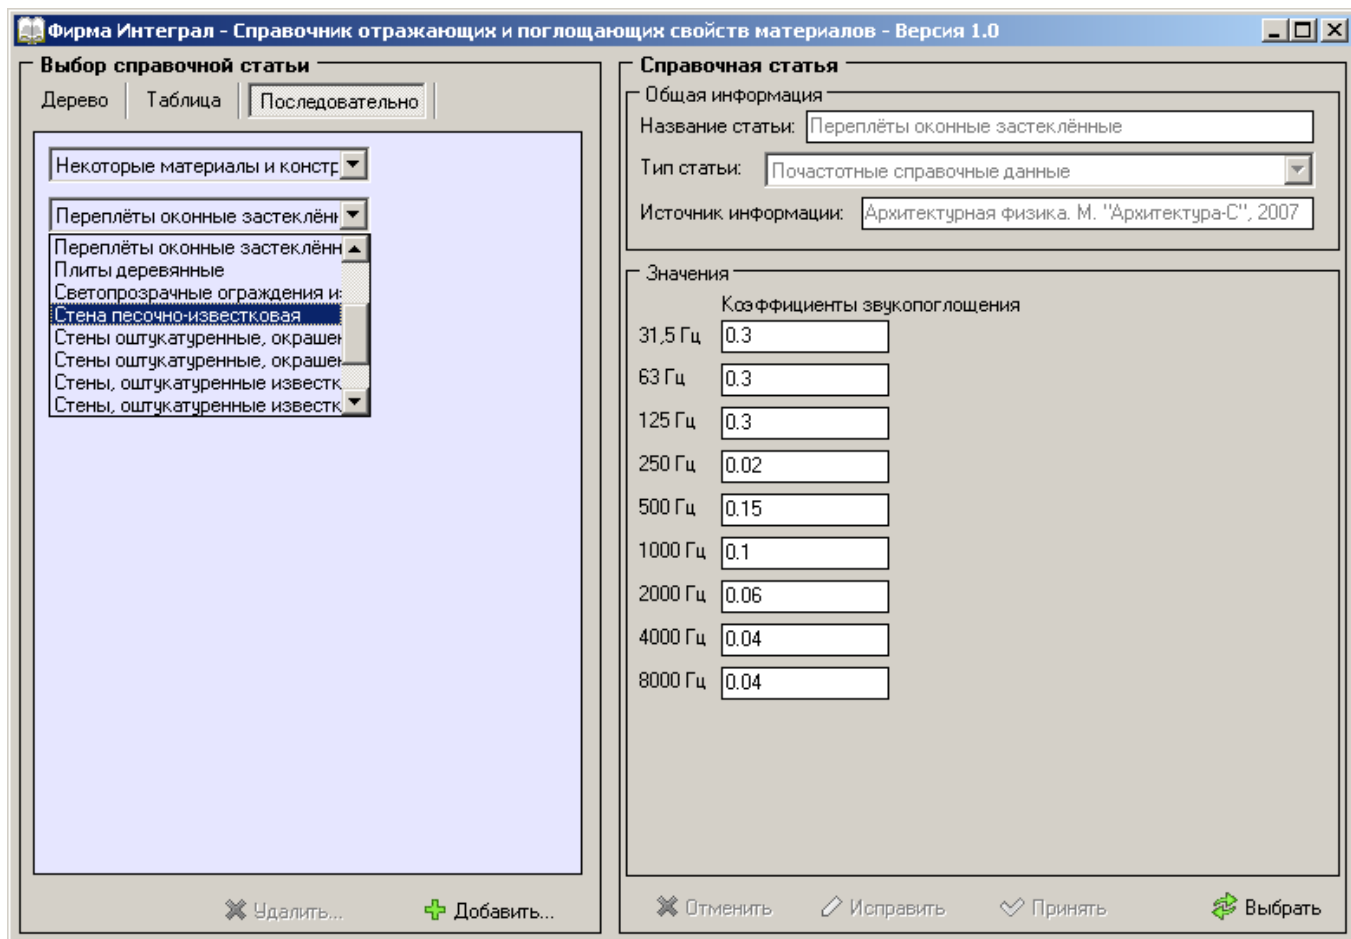 Фирма Интеграл - Справочник отражающих и поглощающих свойств материалов - Версия 1.0
Выбор справочной статьи
Дерево Таблица Последовательно
Некоторые материалы и констр
Переплёты оконные застеклён
Переплёты оконные застеклённ
Плиты деревянные
Светопрозрачные ограждения и
Стена песочно-известковая
Стены оштукатуренные, окраше
Стены оштукатуренные, окраше
Стены, оштукатуренные известк
Стены, оштукатуренные известк
Удалить... Добавить...
Справочная статья
Общая информация
Название статьи: Переплёты оконные застеклённые
Тип статьи: Почастотные справочные данные
Источник информации: Архитектурная физика. М. "Архитектура-С", 2007
Значения
Коэффициенты звукопоглощения
31,5 Гц 0.3
63 Гц 0.3
125 Гц 0.3
250 Гц 0.02
500 Гц 0.15
1000 Гц 0.1
2000 Гц 0.06
4000 Гц 0.04
8000 Гц 0.04
Отменить Исправить Принять Выбрать